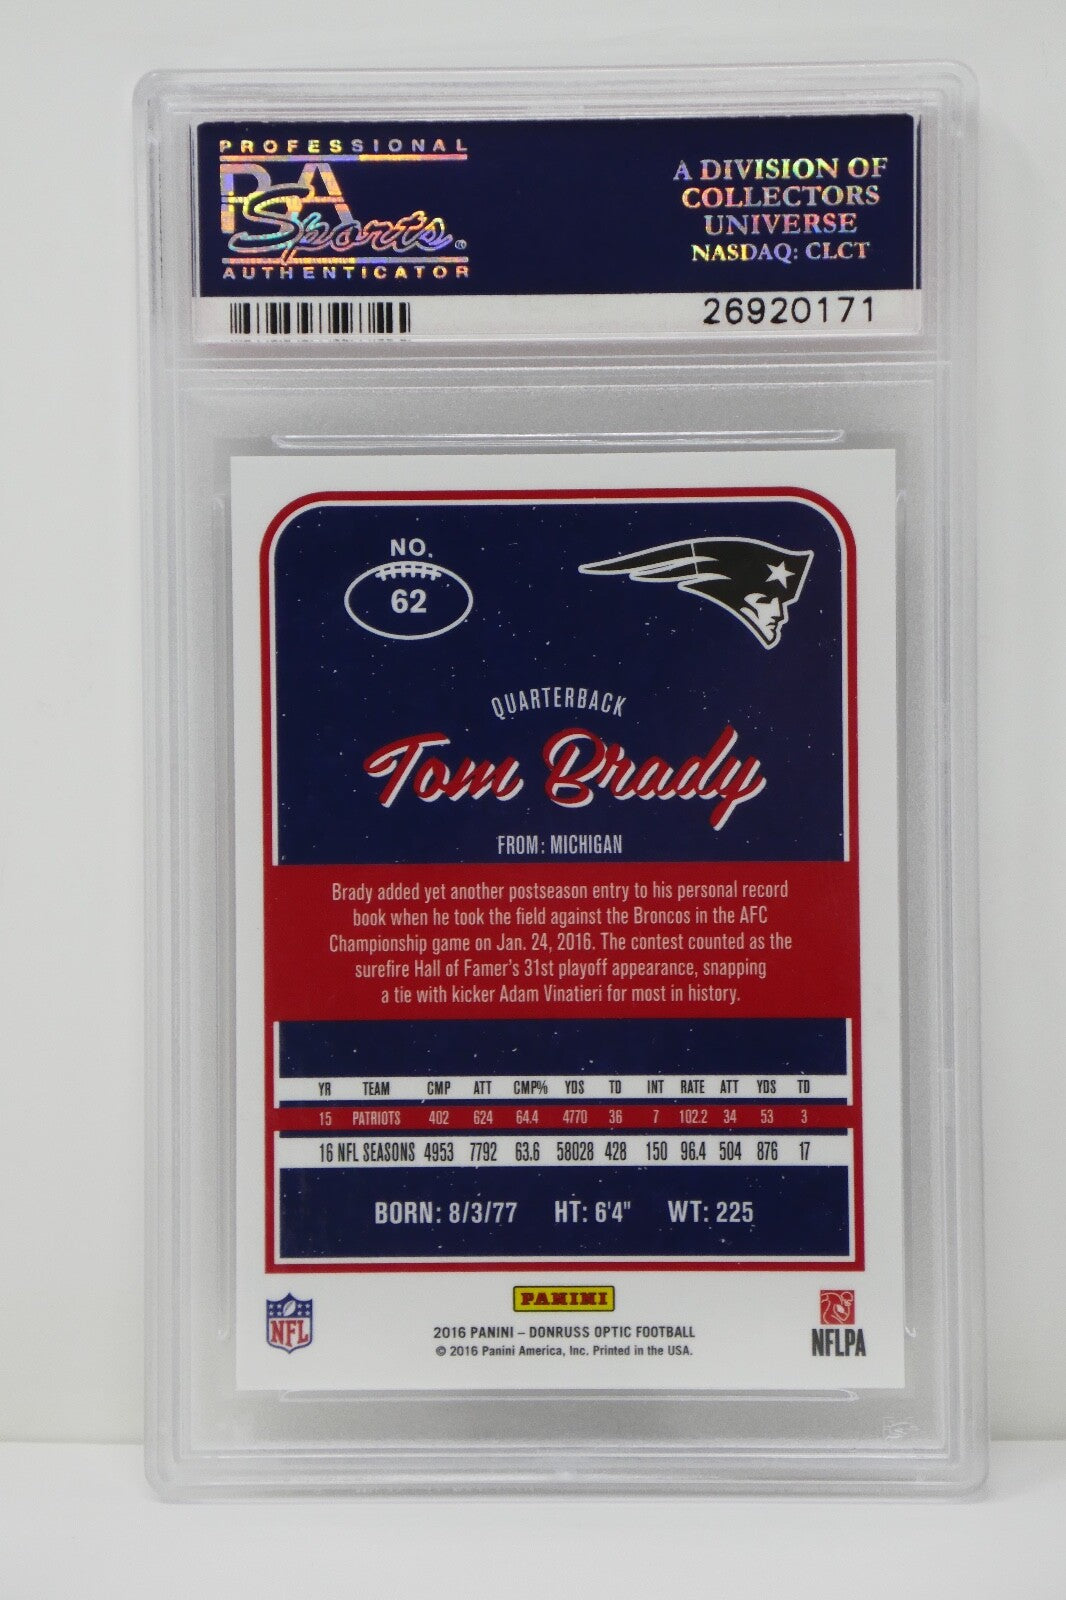 PROFESSIONAL
PSA
Sports®
AUTHENTICATOR
A DIVISION OF
COLLECTORS
UNIVERSE
NASDAQ: CLCT
26920171
NO.
62
QUARTERBACK
Tom Brady
FROM: MICHIGAN
Brady added yet another postseason entry to his personal record
book when he took the field against the Broncos in the AFC
Championship game on Jan. 24, 2016. The contest counted as the
surefire Hall of Famer's 31st playoff appearance, snapping
a tie with kicker Adam Vinatieri for most in history.
YR TEAM CMP ATT CMP% YDS TD INT RATE ATT YDS TD
15 PATRIOTS 402 624 64.4 4770 36 7 102.2 34 53 3
16 NFL SEASONS 4953 7792 63.6 58028 428 150 96.4 504 876 17
BORN: 8/3/77 HT: 6'4" WT: 225
NFL
PANINI
2016 PANINI – DONRUSS OPTIC FOOTBALL
© 2016 Panini America, Inc. Printed in the USA.
NFLPA